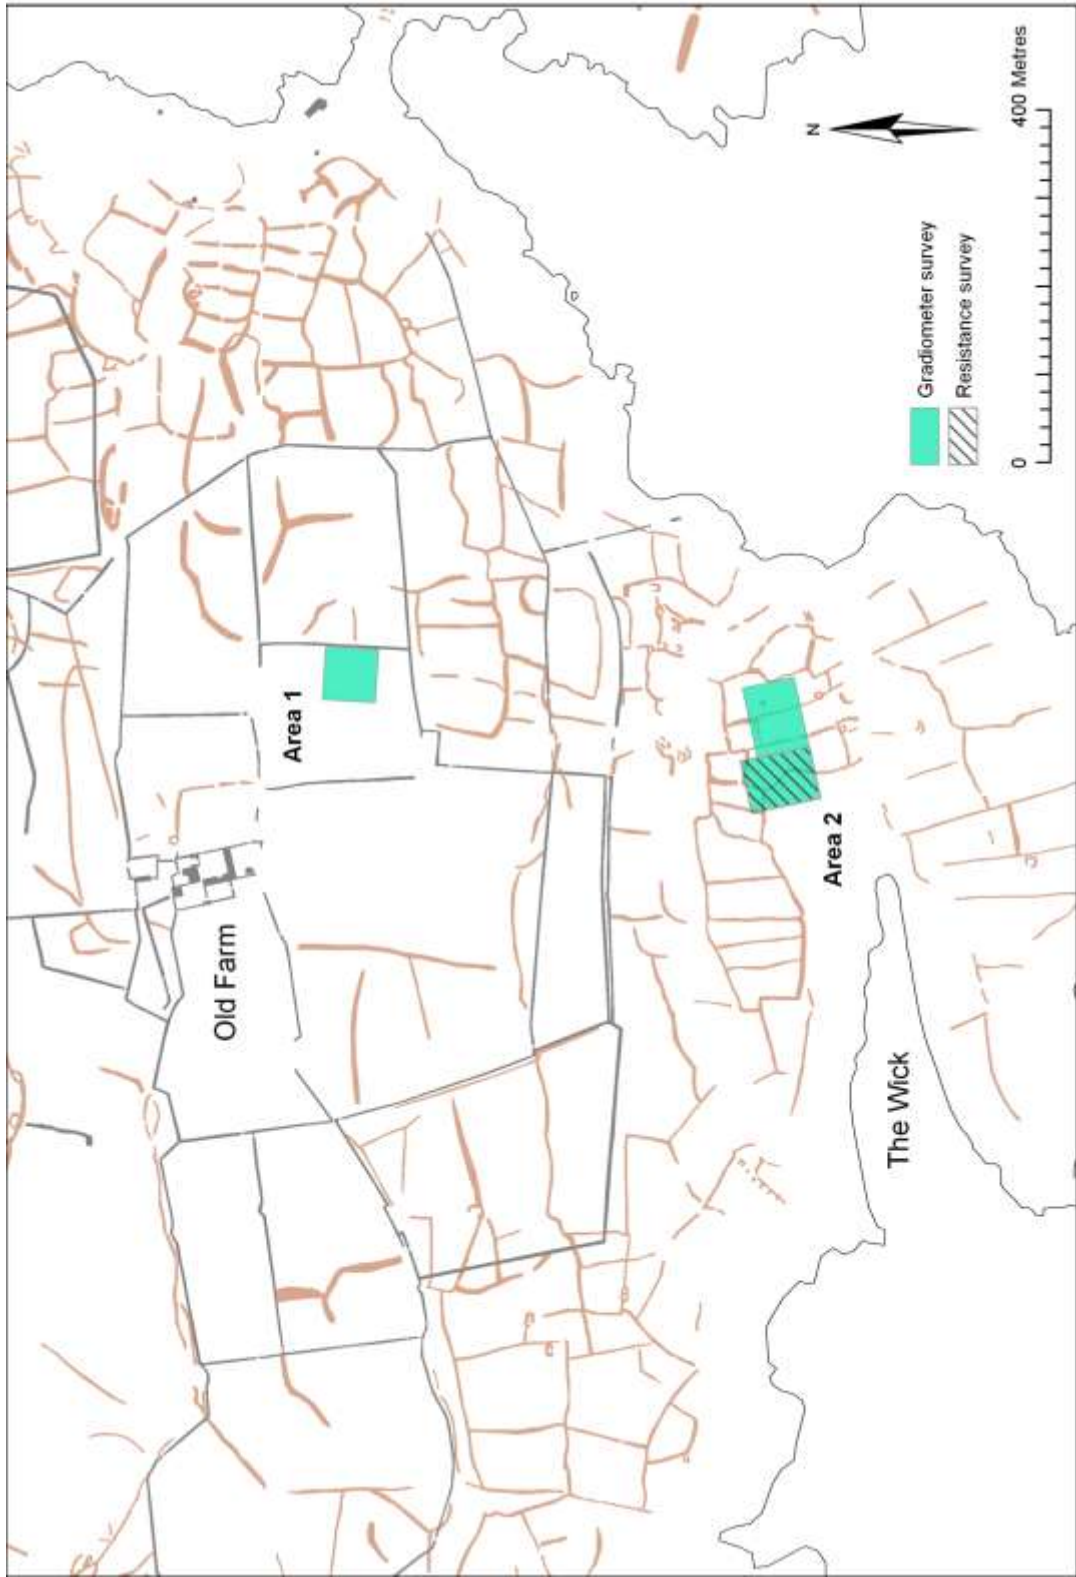 Old Farm
Area 1
Area 2
The Wick
N
Gradiometer survey
Resistance survey
0
400 Metres